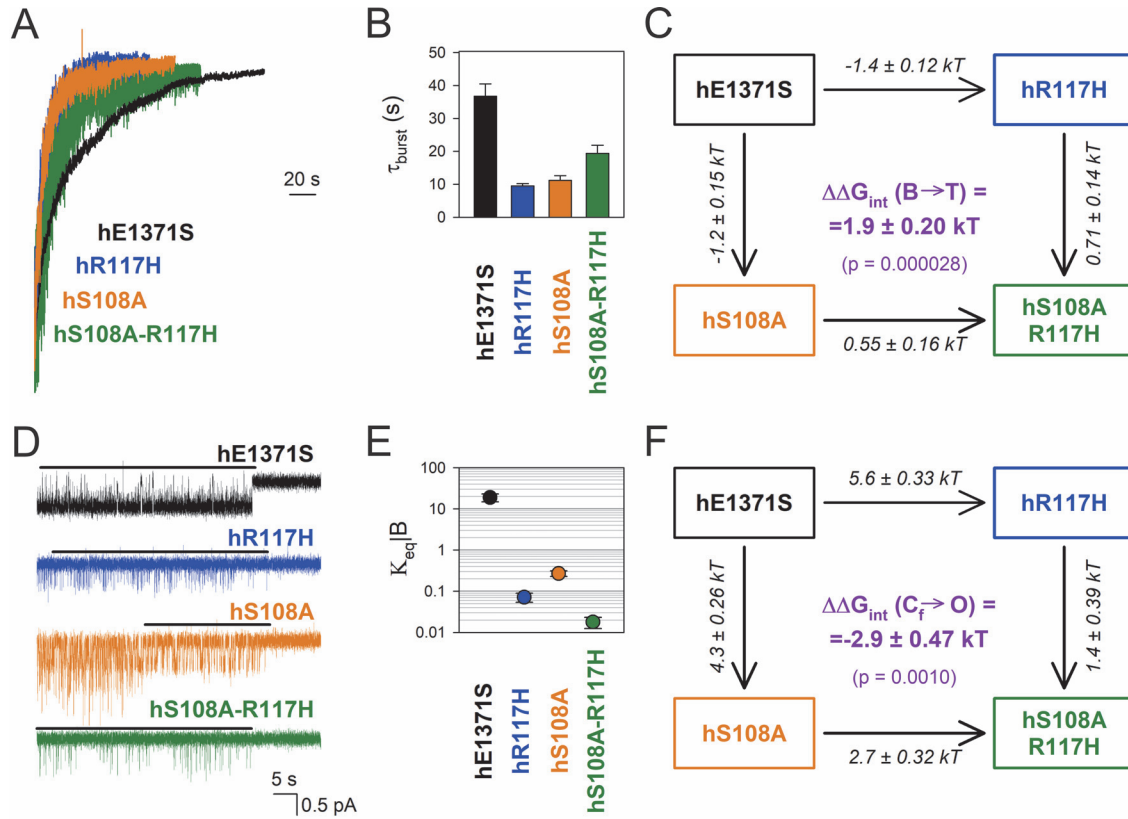 A
20 s
hE1371S
hR117H
hS108A
hS108A-R117H
B
τburst (s)
50
40
30
20
10
0
hE1371S
hR117H
hS108A
hS108A-R117H
C
hE1371S
-1.4 ± 0.12 kT
hR117H
-1.2 ± 0.15 kT
ΔΔGint (B→T) =
=1.9 ± 0.20 kT
(p = 0.000028)
0.71 ± 0.14 kT
hS108A
0.55 ± 0.16 kT
hS108A
R117H
D
hE1371S
hR117H
hS108A
hS108A-R117H
5 s
0.5 pA
E
Keq|B
100
10
1
0.1
0.01
hE1371S
hR117H
hS108A
hS108A-R117H
F
hE1371S
5.6 ± 0.33 kT
hR117H
4.3 ± 0.26 kT
ΔΔGint (Cf→ O) =
=-2.9 ± 0.47 kT
(p = 0.0010)
1.4 ± 0.39 kT
hS108A
2.7 ± 0.32 kT
hS108A
R117H